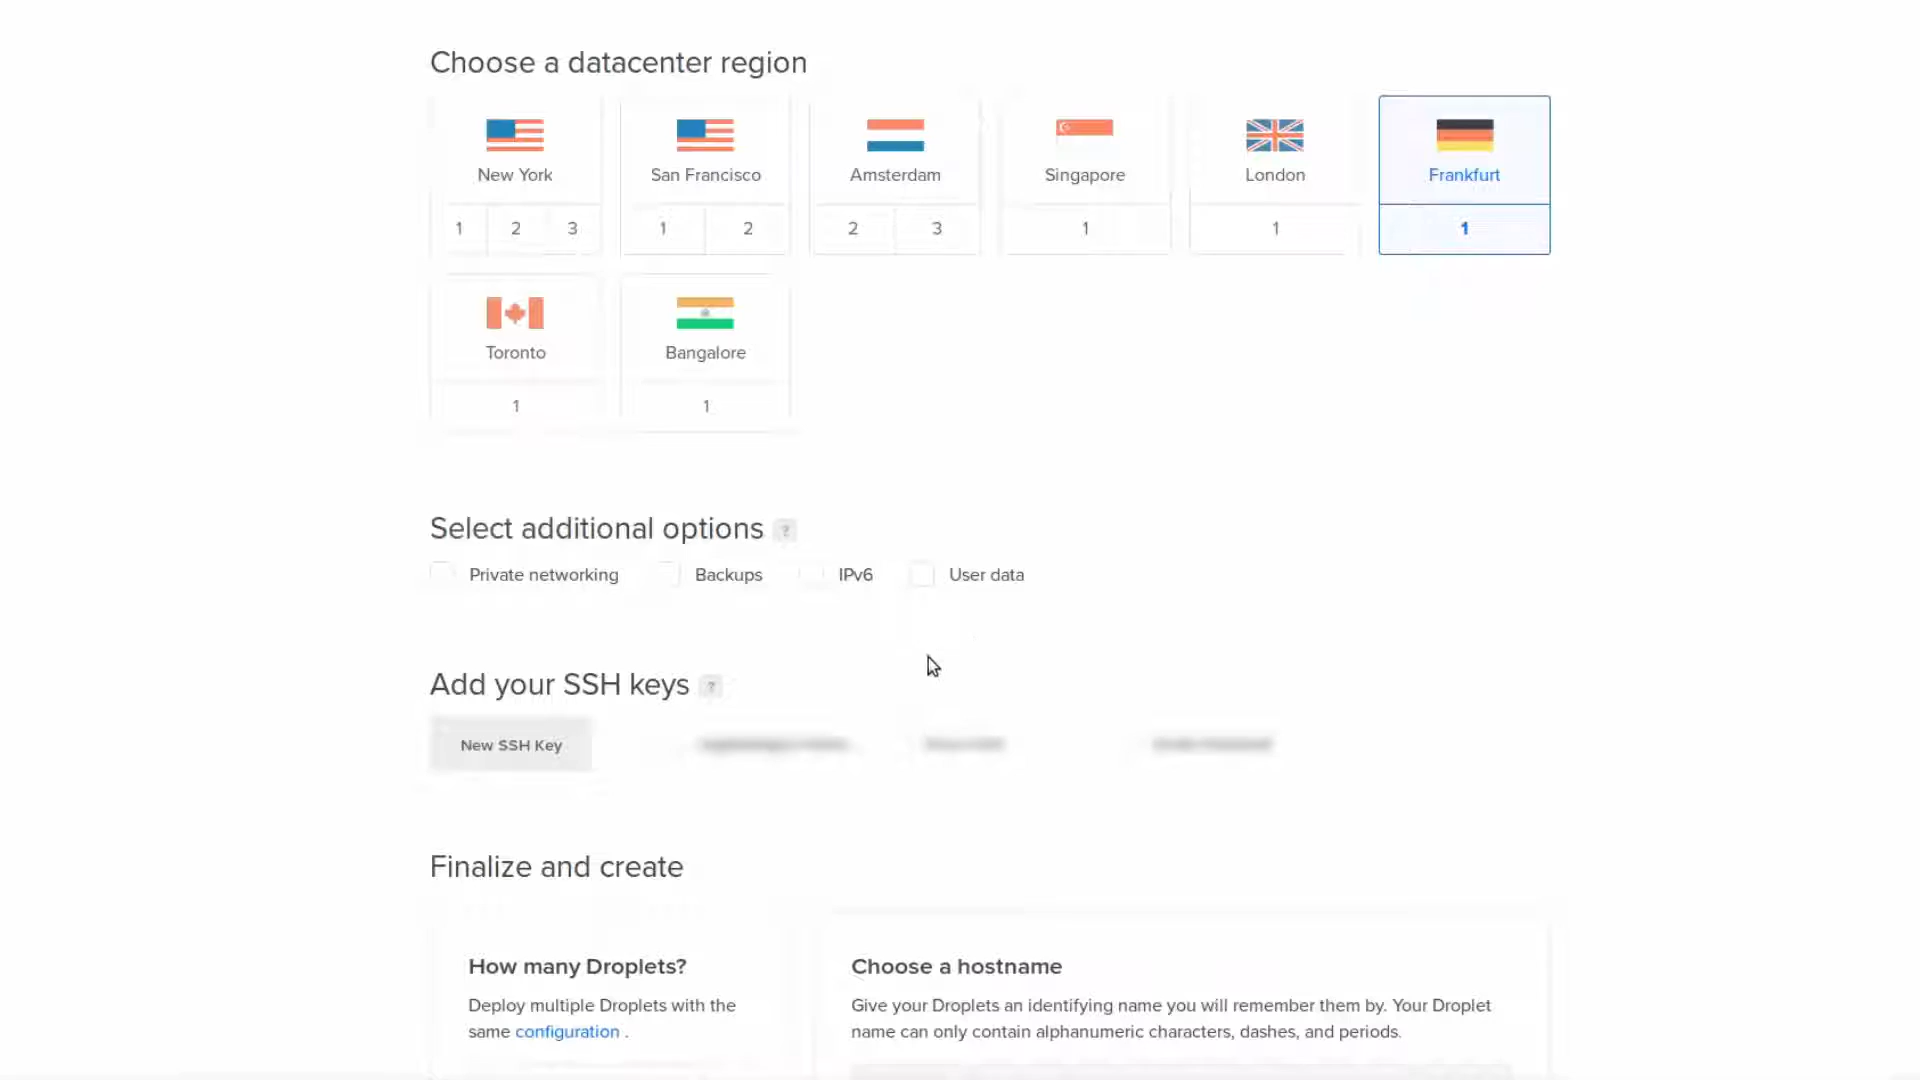 Choose a datacenter region
New York San Francisco Amsterdam Singapore London Frankfurt
1 2 3 1 2 2 3 1 1 1
Toronto Bangalore
1 1
Select additional options ?
Private networking Backups IPv6 User data
Add your SSH keys ?
New SSH Key
Finalize and create
How many Droplets?
Deploy multiple Droplets with the
same configuration .
Choose a hostname
Give your Droplets an identifying name you will remember them by. Your Droplet
name can only contain alphanumeric characters, dashes, and periods.